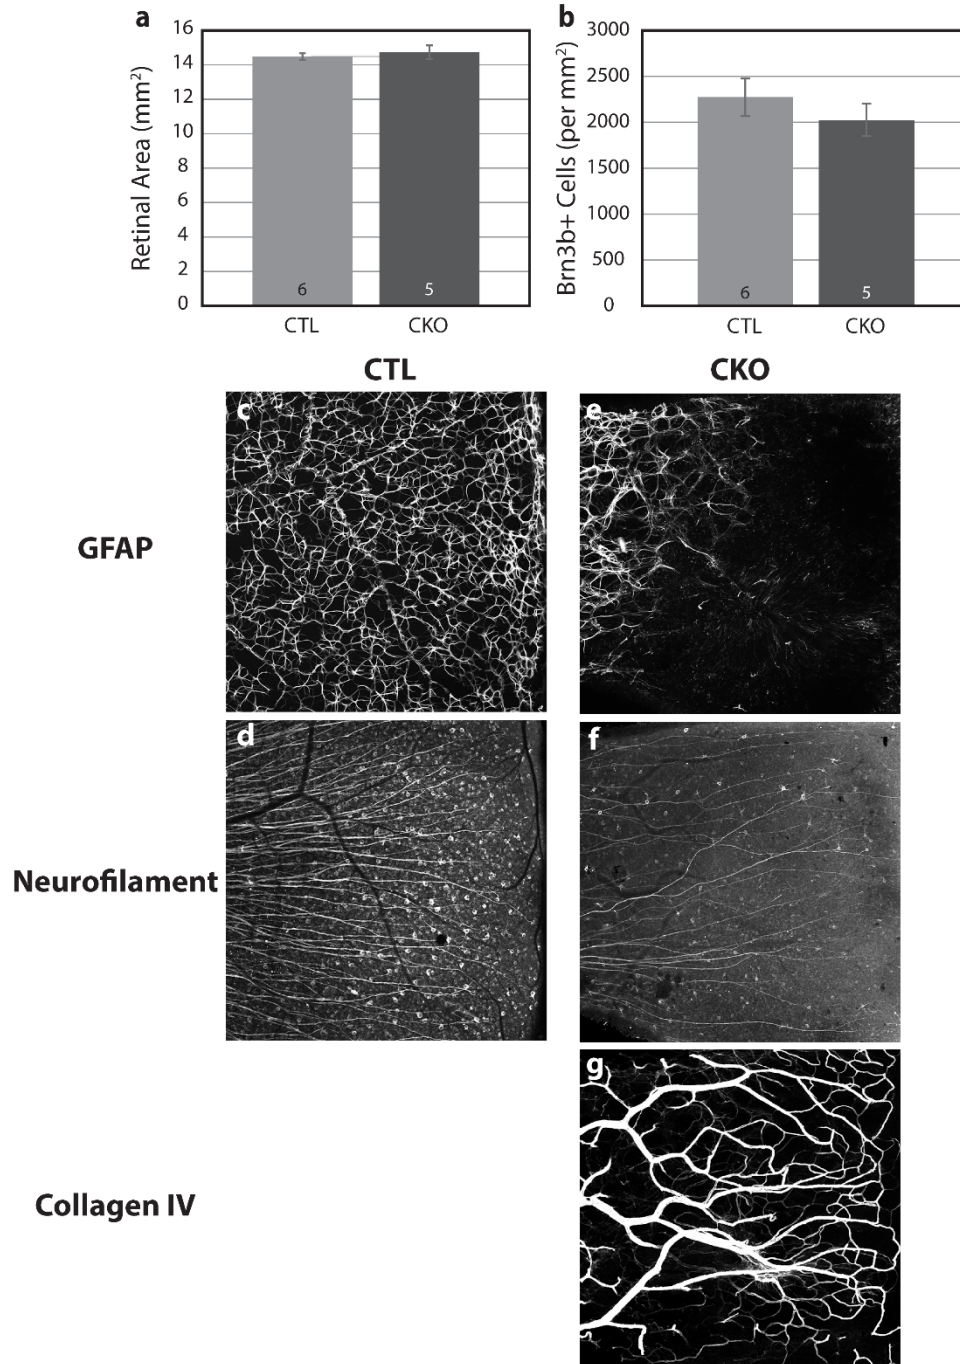 a
Retinal Area (mm²)
16
14
12
10
8
6
4
2
0
6
5
CTL
CKO
b
Brn3b+ Cells (per mm²)
3000
2500
2000
1500
1000
500
0
6
5
CTL
CKO
CTL
CKO
GFAP
c
e
Neurofilament
d
f
Collagen IV
g